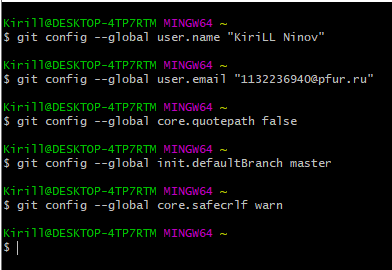 Kirill@DESKTOP-4TP7RTM MINGW64 ~
$ git config --global user.name "KiriLL Ninov"
Kirill@DESKTOP-4TP7RTM MINGW64 ~
$ git config --global user.email "1132236940@pfur.ru"
Kirill@DESKTOP-4TP7RTM MINGW64 ~
$ git config --global core.quotepath false
Kirill@DESKTOP-4TP7RTM MINGW64 ~
$ git config --global init.defaultBranch master
Kirill@DESKTOP-4TP7RTM MINGW64 ~
$ git config --global core.safecrlf warn
Kirill@DESKTOP-4TP7RTM MINGW64 ~
$